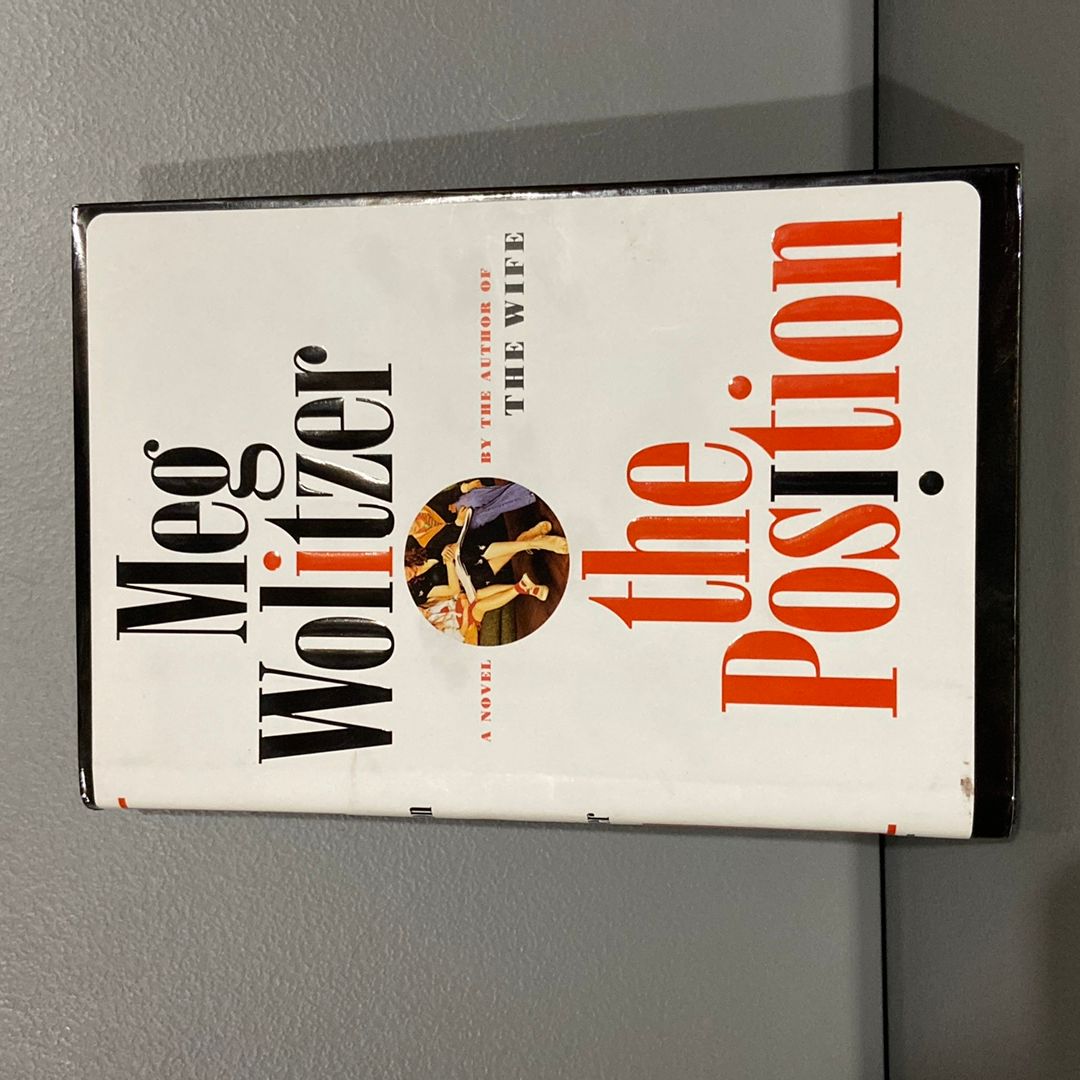 Meg
Wolitzer
A NOVEL
BY THE AUTHOR OF
THE WIFE
the
Position